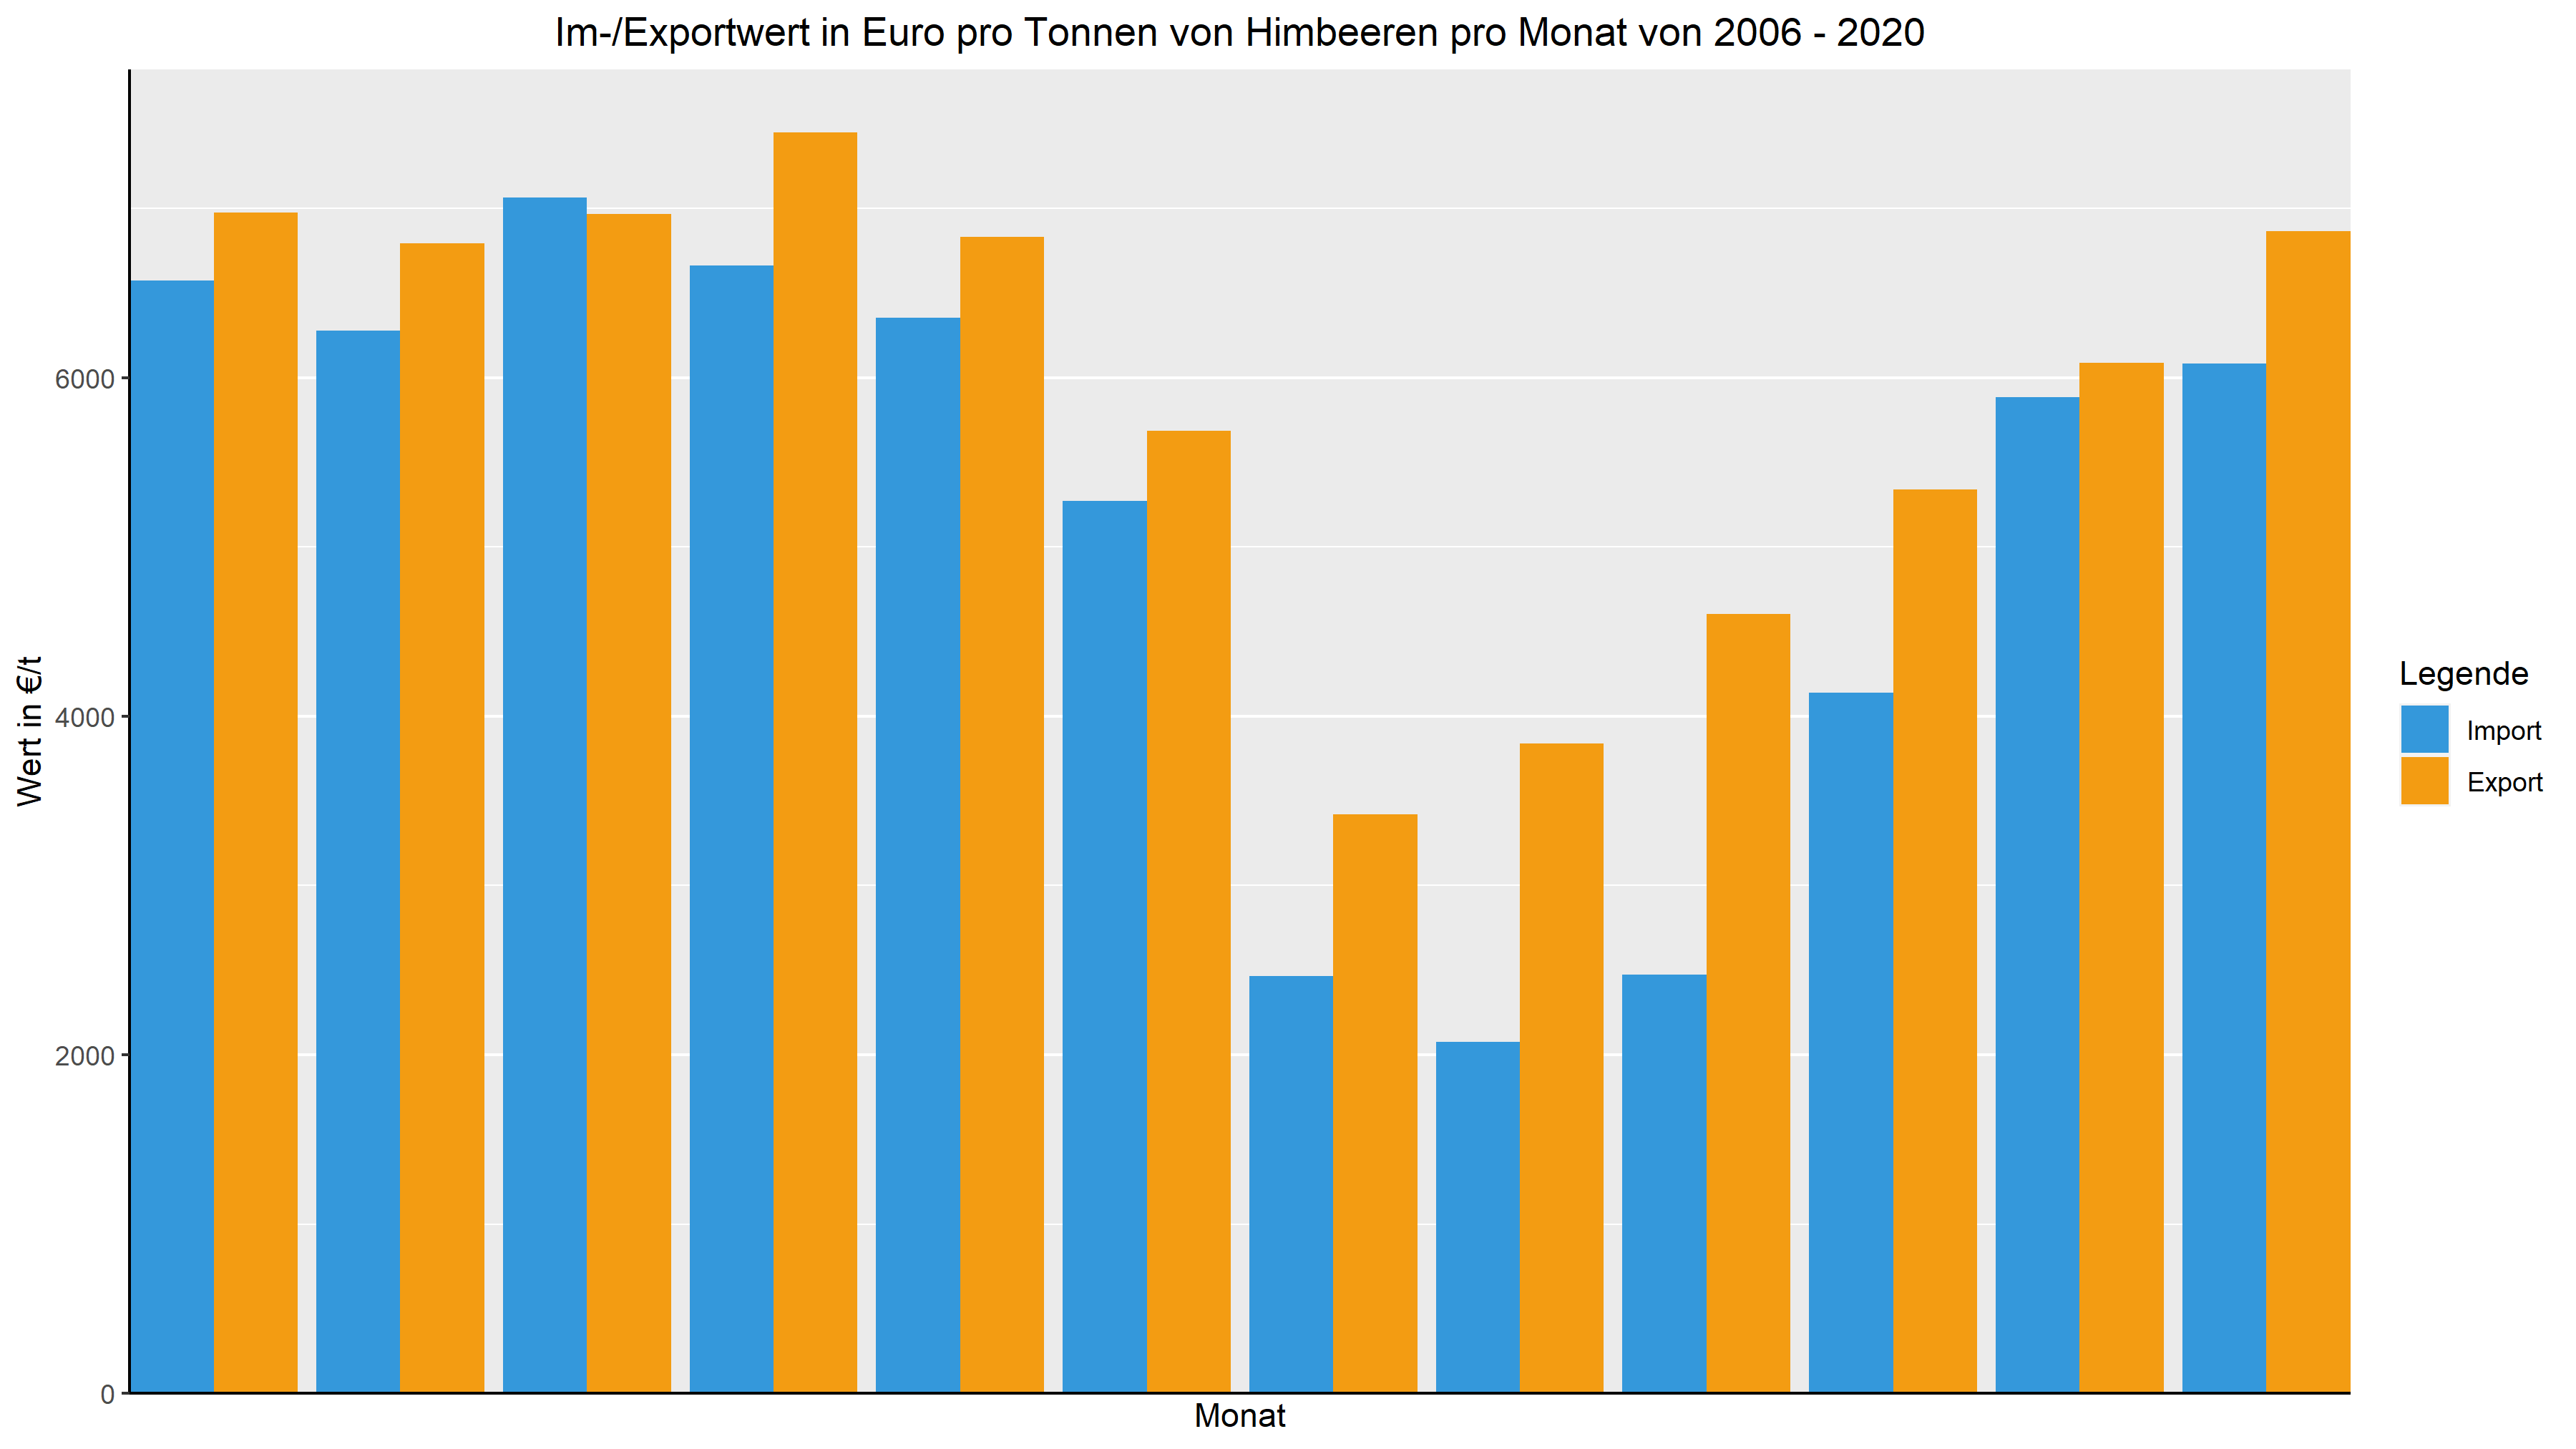 Im-/Exportwert in Euro pro Tonnen von Himbeeren pro Monat von 2006 - 2020
Wert in €/t
6000
4000
2000
0
Monat
Legende
Import
Export